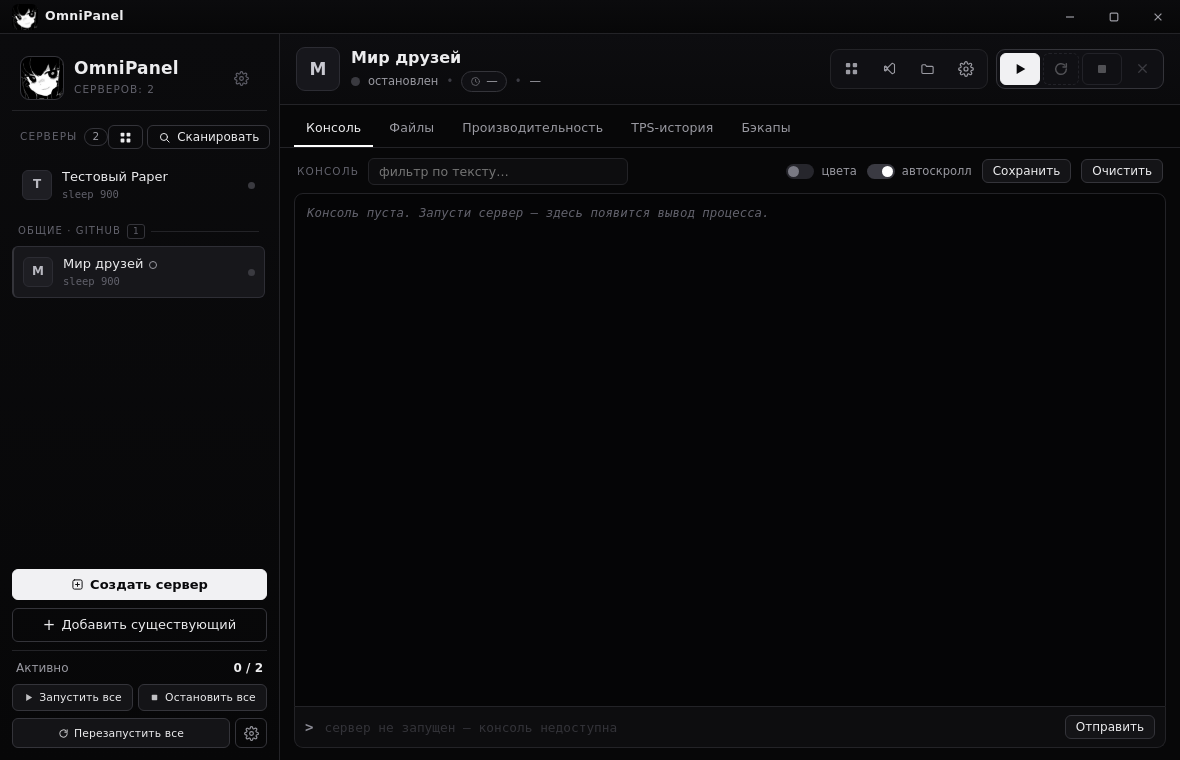 OmniPanel
OmniPanel
СЕРВЕРОВ: 2
СЕРВЕРЫ 2 Сканировать
T Тестовый Paper
sleep 900
ОБЩИЕ · GITHUB 1
М Мир друзей
sleep 900
Создать сервер
+ Добавить существующий
Активно 0 / 2
Запустить все Остановить все
Перезапустить все
М Мир друзей
остановлен • — • —
Консоль Файлы Производительность TPS-история Бэкапы
КОНСОЛЬ фильтр по тексту… цвета автоскролл Сохранить Очистить
Консоль пуста. Запусти сервер — здесь появится вывод процесса.
> сервер не запущен — консоль недоступна Отправить